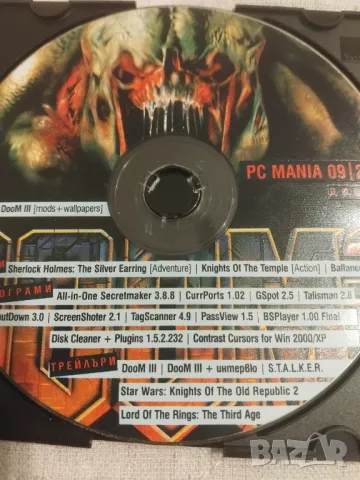 PC MANIA 09|2
DooM III [mods+wallpapers]
Sherlock Holmes: The Silver Earring [Adventure] | Knights Of The Temple [Action] | Ballan
ОГРАМИ
All-in-One Secretmaker 3.8.8 | CurrPorts 1.02 | GSpot 2.5 | Talisman 2.8
utDown 3.0 | ScreenShoter 2.1 | TagScanner 4.9 | PassView 1.5 | BSPlayer 1.00 Final
Disk Cleaner + Plugins 1.5.2.232 | Contrast Cursors for Win 2000/XP
ТРЕЙЛЪРИ
DooM III | DooM III + интервю | S.T.A.L.K.E.R.
Star Wars: Knights Of The Old Republic 2
Lord Of The Rings: The Third Age
BAZAR
bg